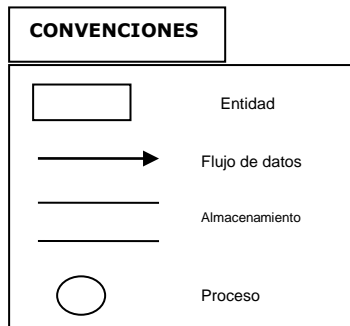 CONVENCIONES
Entidad
Flujo de datos
Almacenamiento
Proceso